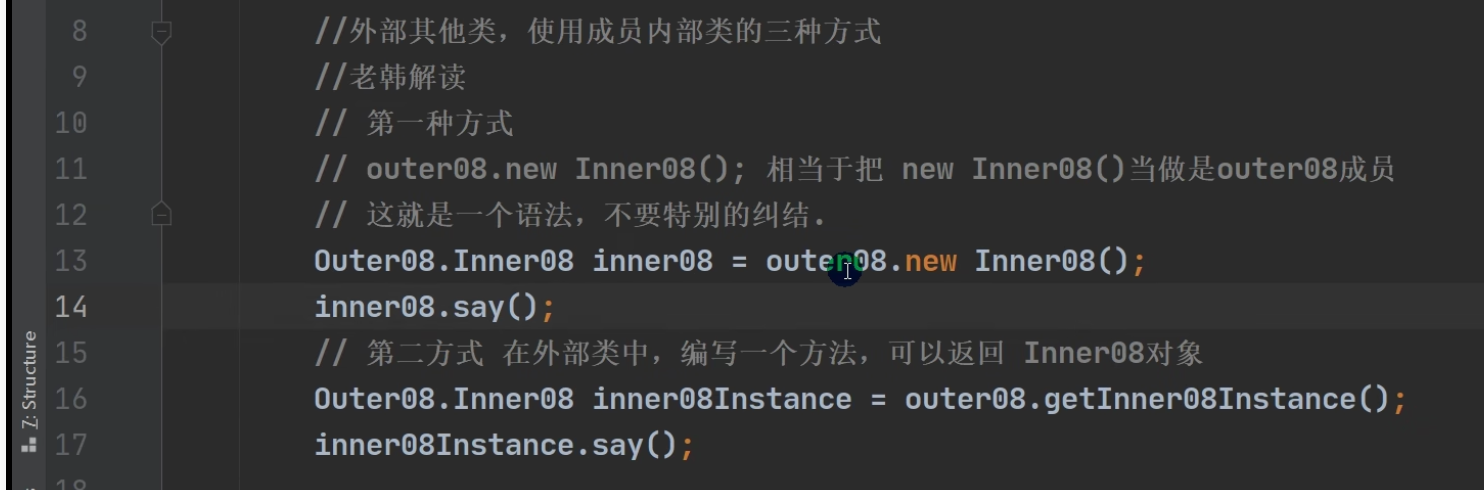 8 //外部其他类，使用成员内部类的三种方式
9 //老韩解读
10 // 第一种方式
11 // outer08.new Inner08(); 相当于把 new Inner08()当做是outer08成员
12 // 这就是一个语法，不要特别的纠结.
13 Outer08.Inner08 inner08 = outer08.new Inner08();
14 inner08.say();
15 // 第二方式 在外部类中，编写一个方法，可以返回 Inner08对象
16 Outer08.Inner08 inner08Instance = outer08.getInner08Instance();
17 inner08Instance.say();
18
7: Structure